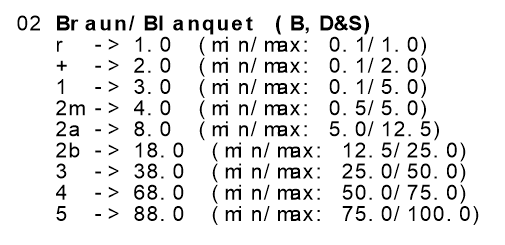 02 Braun/Blanquet (B, D&S)
r -> 1.0 (min/max: 0.1/1.0)
+ -> 2.0 (min/max: 0.1/2.0)
1 -> 3.0 (min/max: 0.1/5.0)
2m -> 4.0 (min/max: 0.5/5.0)
2a -> 8.0 (min/max: 5.0/12.5)
2b -> 18.0 (min/max: 12.5/25.0)
3 -> 38.0 (min/max: 25.0/50.0)
4 -> 68.0 (min/max: 50.0/75.0)
5 -> 88.0 (min/max: 75.0/100.0)